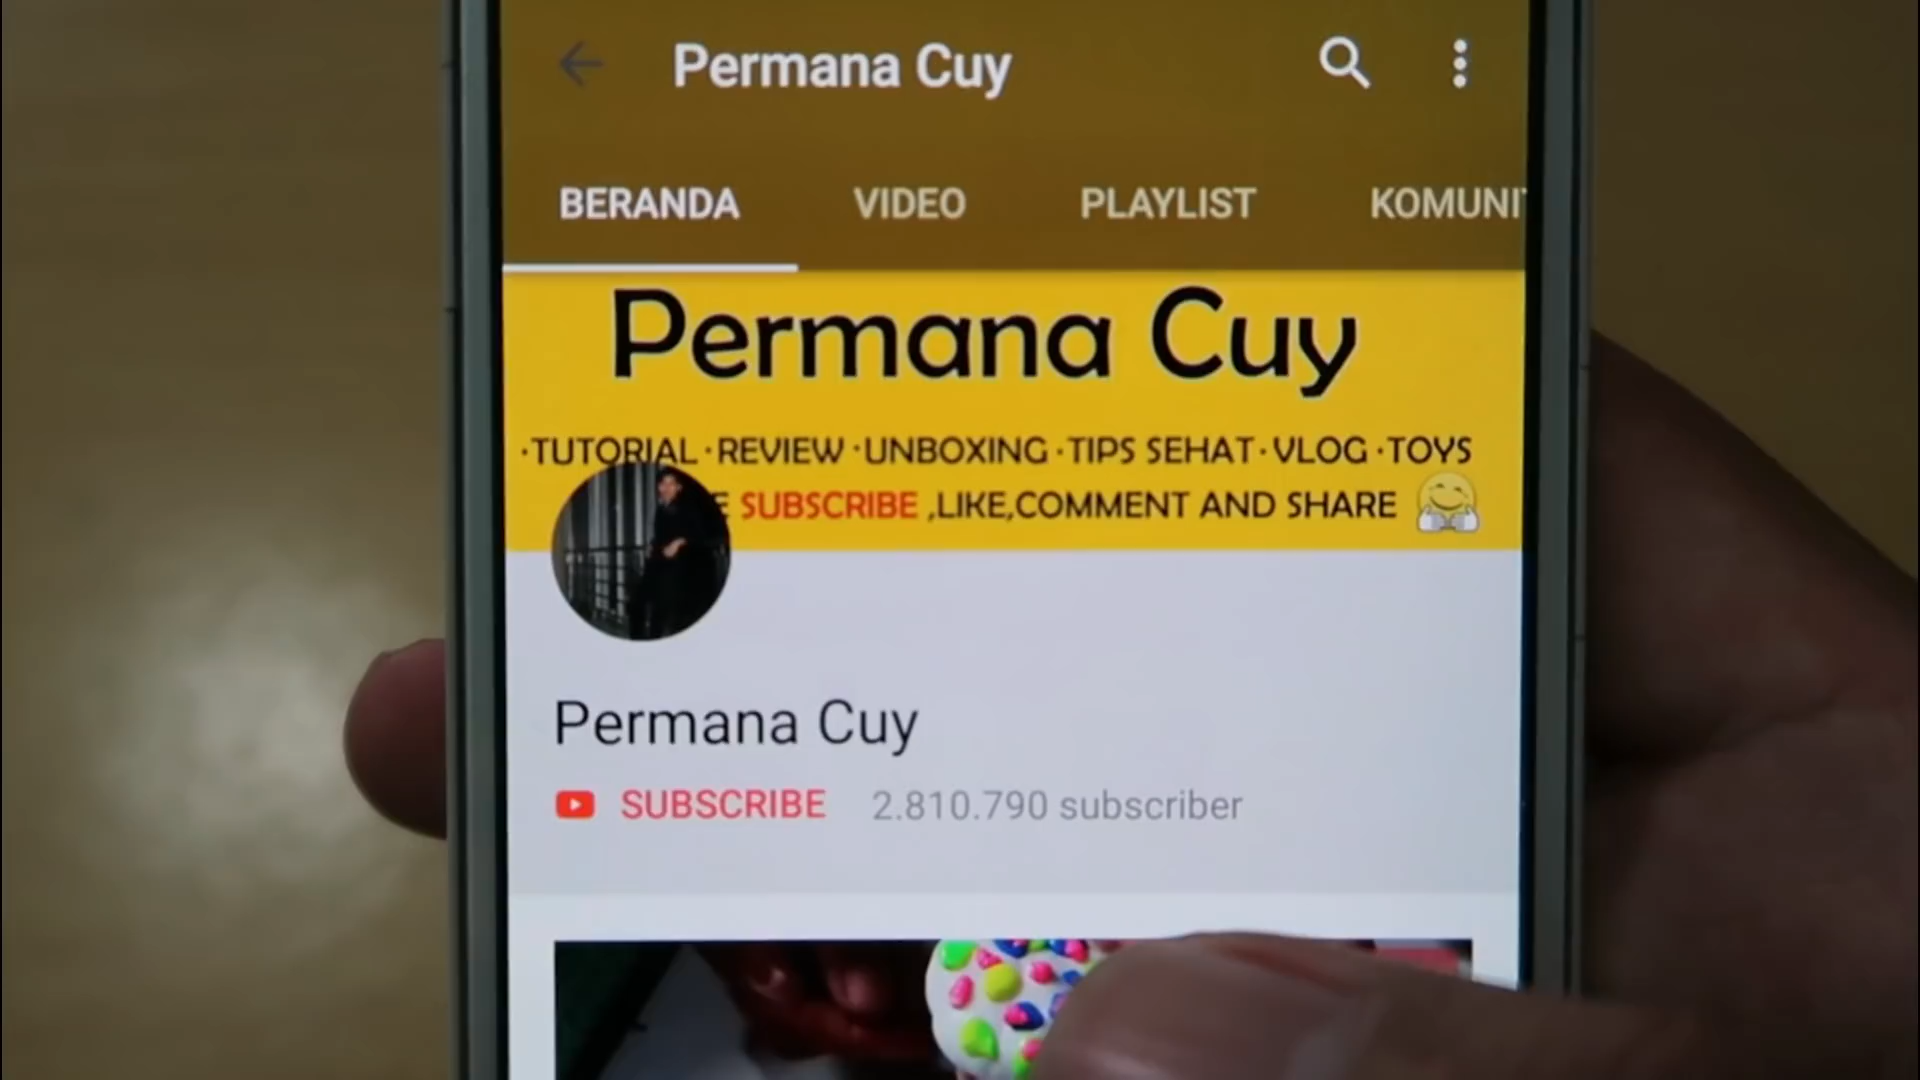 Permana Cuy
BERANDA VIDEO PLAYLIST KOMUNI
Permana Cuy
·TUTORIAL ·REVIEW ·UNBOXING ·TIPS SEHAT ·VLOG ·TOYS
E SUBSCRIBE ,LIKE,COMMENT AND SHARE
Permana Cuy
SUBSCRIBE 2.810.790 subscriber